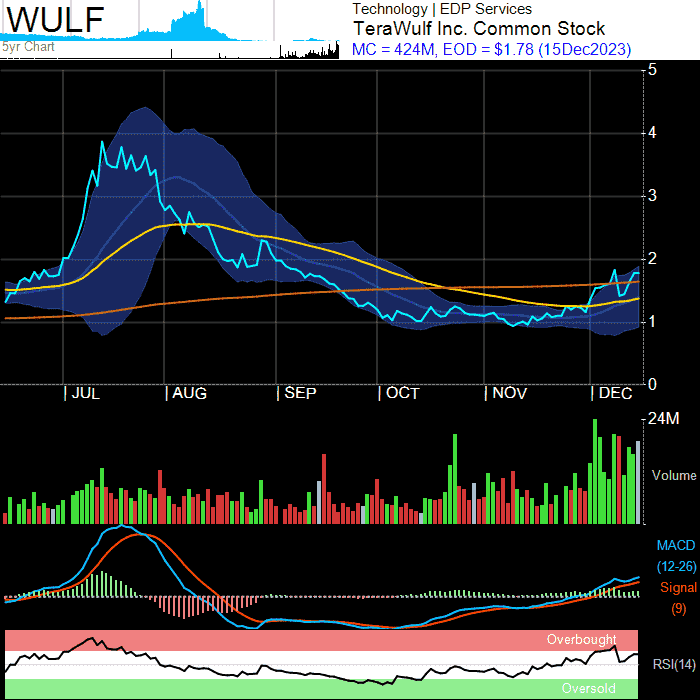 WULF
5yr Chart
Technology | EDP Services
TeraWulf Inc. Common Stock
MC = 424M, EOD = $1.78 (15Dec2023)
5
4
3
2
1
0
| JUL | AUG | SEP | OCT | NOV | DEC
24M
Volume
MACD
(12-26)
Signal
(9)
Overbought
RSI(14)
Oversold